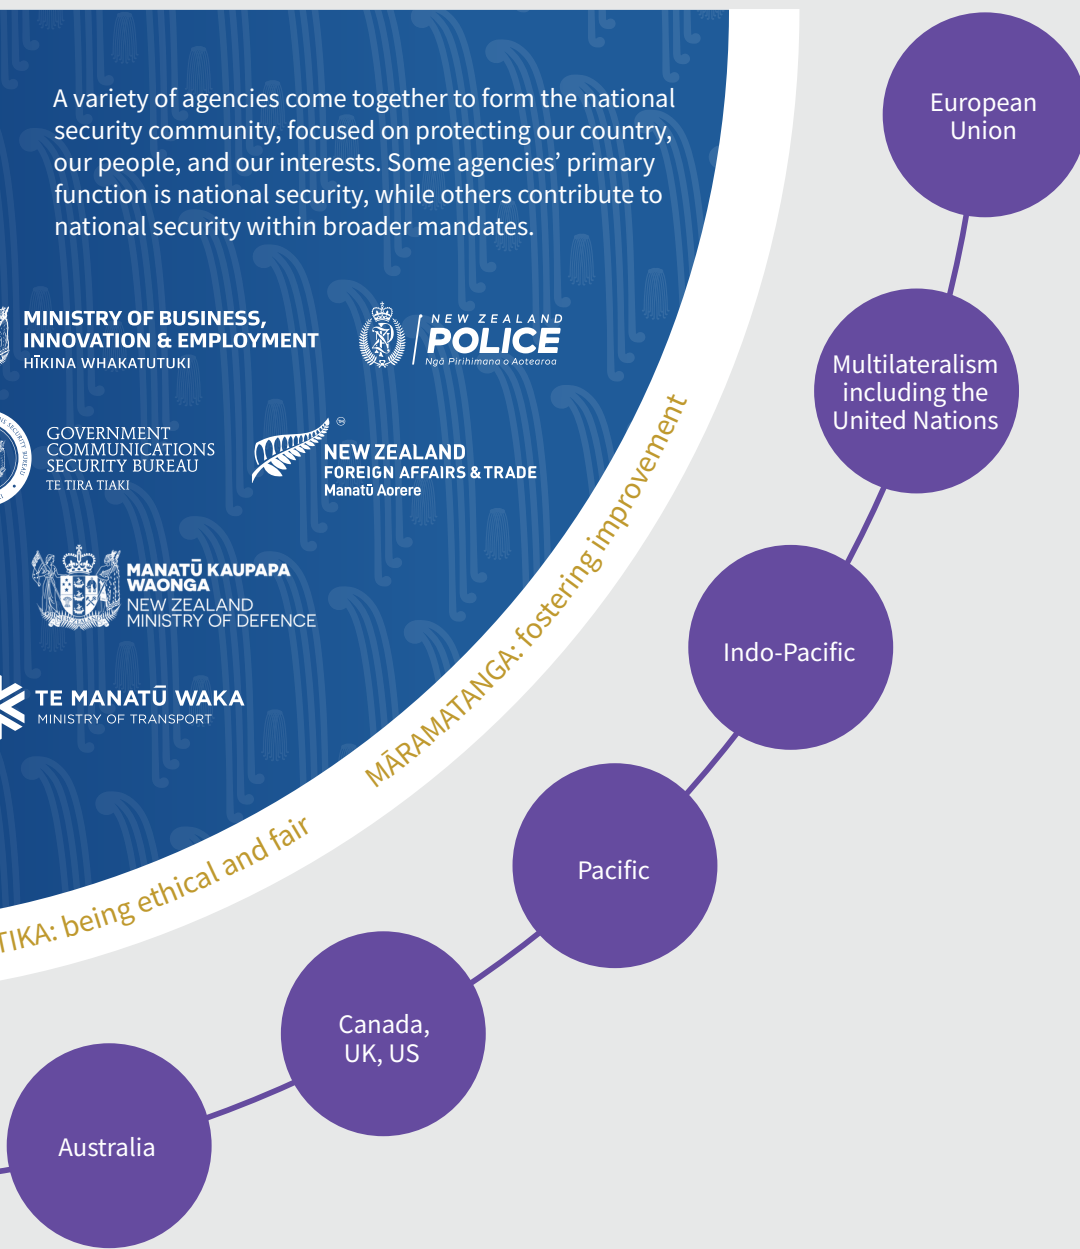 A variety of agencies come together to form the national
security community, focused on protecting our country,
our people, and our interests. Some agencies’ primary
function is national security, while others contribute to
national security within broader mandates.
MINISTRY OF BUSINESS,
INNOVATION & EMPLOYMENT
HĪKINA WHAKATUTUKI
NEW ZEALAND
POLICE
Ngā Pirihimana o Aotearoa
GOVERNMENT
COMMUNICATIONS
SECURITY BUREAU
TE TIRA TIAKI
NEW ZEALAND
FOREIGN AFFAIRS & TRADE
Manatū Aorere
MANATŪ KAUPAPA
WAONGA
NEW ZEALAND
MINISTRY OF DEFENCE
TE MANATŪ WAKA
MINISTRY OF TRANSPORT
TIKA: being ethical and fair
MĀRAMATANGA: fostering improvement
European
Union
Multilateralism
including the
United Nations
Indo-Pacific
Pacific
Canada,
UK, US
Australia